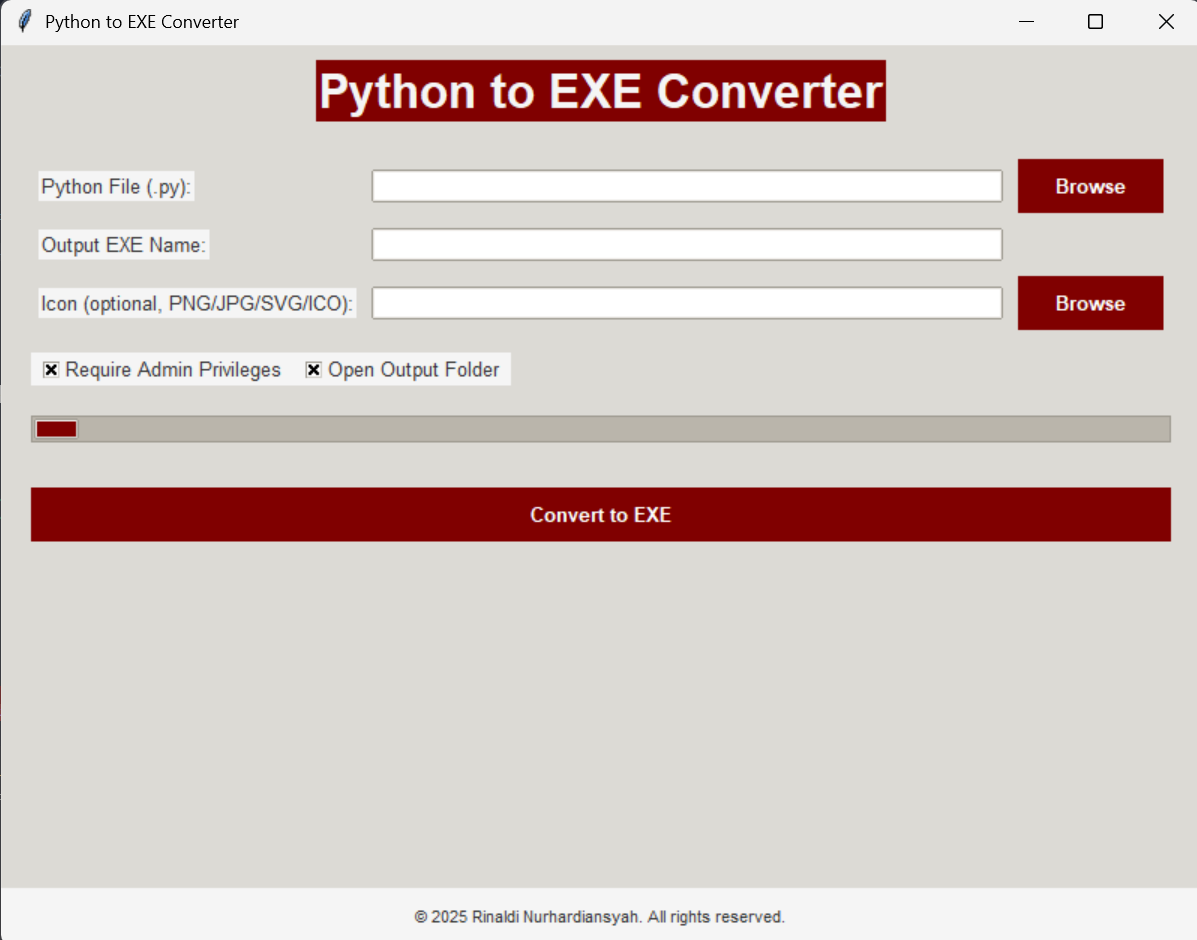 Python to EXE Converter
Python to EXE Converter
Python File (.py):
Browse
Output EXE Name:
Icon (optional, PNG/JPG/SVG/ICO):
Browse
Require Admin Privileges
Open Output Folder
Convert to EXE
© 2025 Rinaldi Nurhardiansyah. All rights reserved.